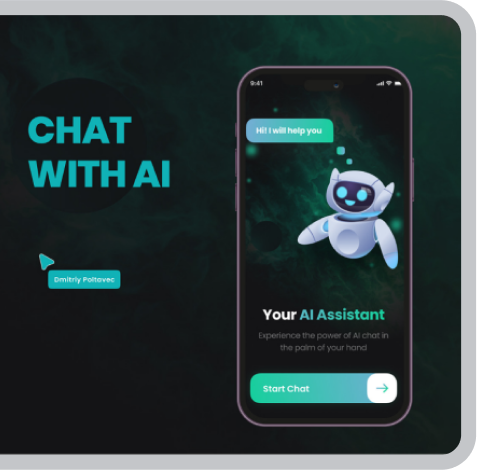 CHAT
WITH AI
Dmitriy Poltavec
9:41
Hi! I will help you
Your AI Assistant
Experience the power of AI chat in
the palm of your hand
Start Chat